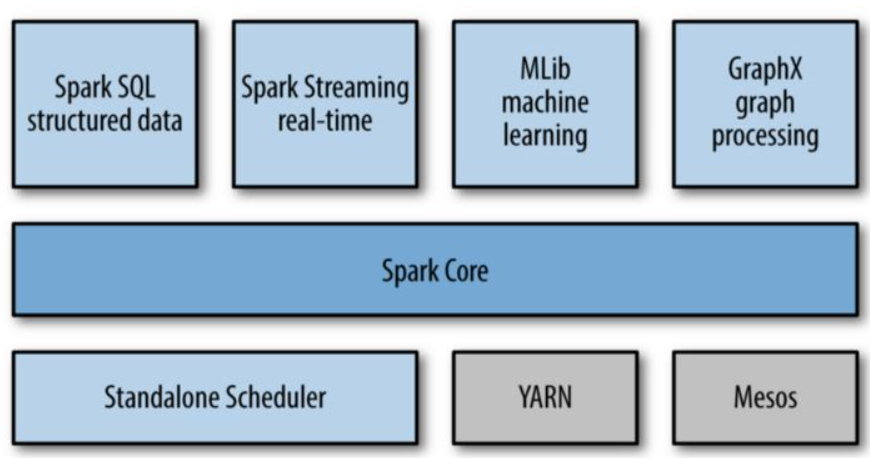 Spark SQL
structured data
Spark Streaming
real-time
MLib
machine
learning
GraphX
graph
processing
Spark Core
Standalone Scheduler
YARN
Mesos